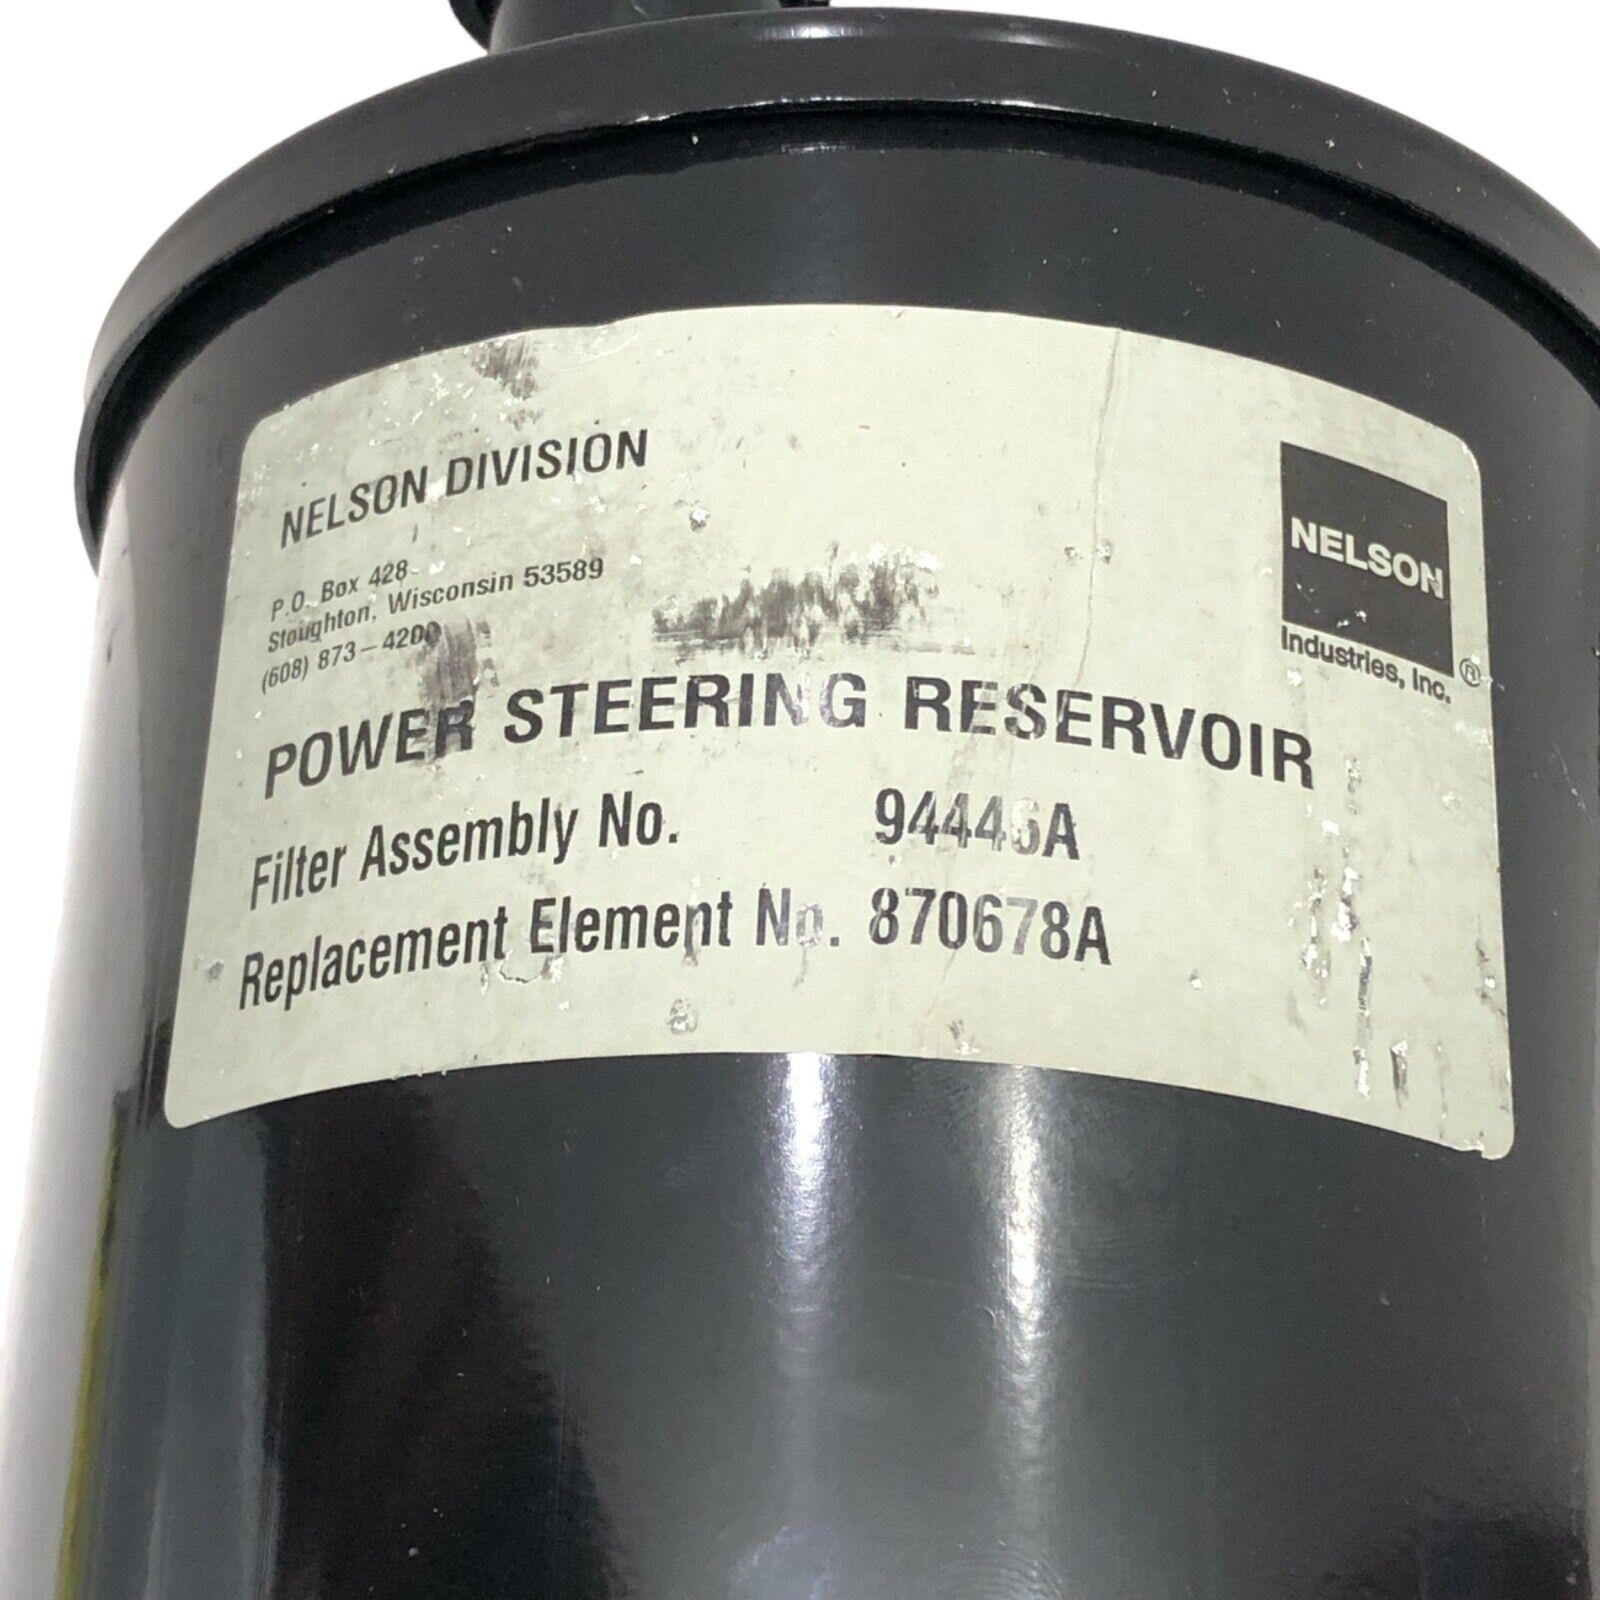 NELSON DIVISION
P.O. Box 428
Stoughton, Wisconsin 53589
(608) 873-4200
NELSON
Industries, Inc. ®
POWER STEERING RESERVOIR
Filter Assembly No. 94446A
Replacement Element No. 870678A